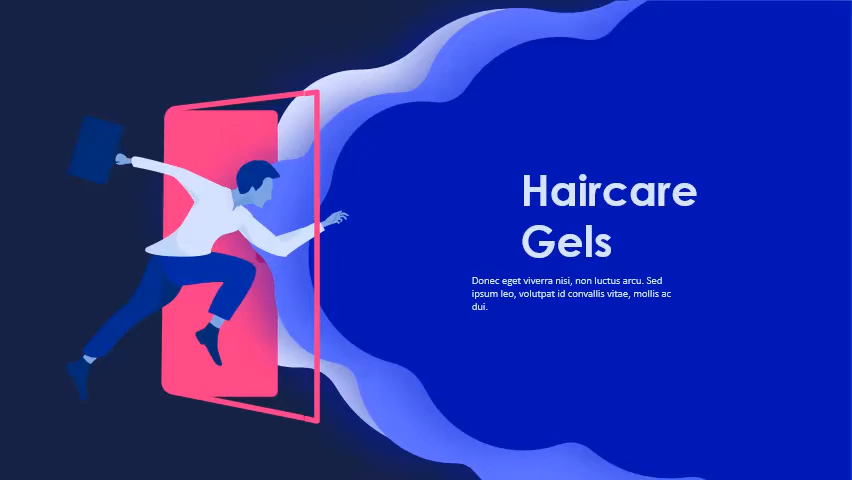 Haircare
Gels
Donec eget viverra nisi, non luctus arcu. Sed
ipsum leo, volutpat id convallis vitae, mollis ac
dui.